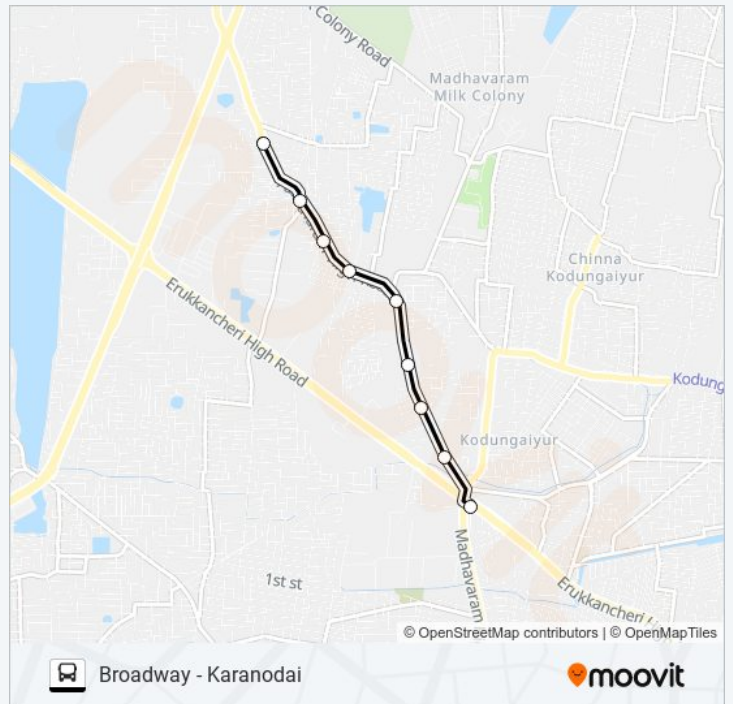 Colony Road
Madhavaram
Milk Colony
Chinna
Kodungaiyur
Erukkancheri High Road
Kodung
Kodungaiyur
Madhavaram
1st st
Erukkancheri Hi
© OpenStreetMap contributors | © OpenMapTiles
Broadway - Karanodai
moovit